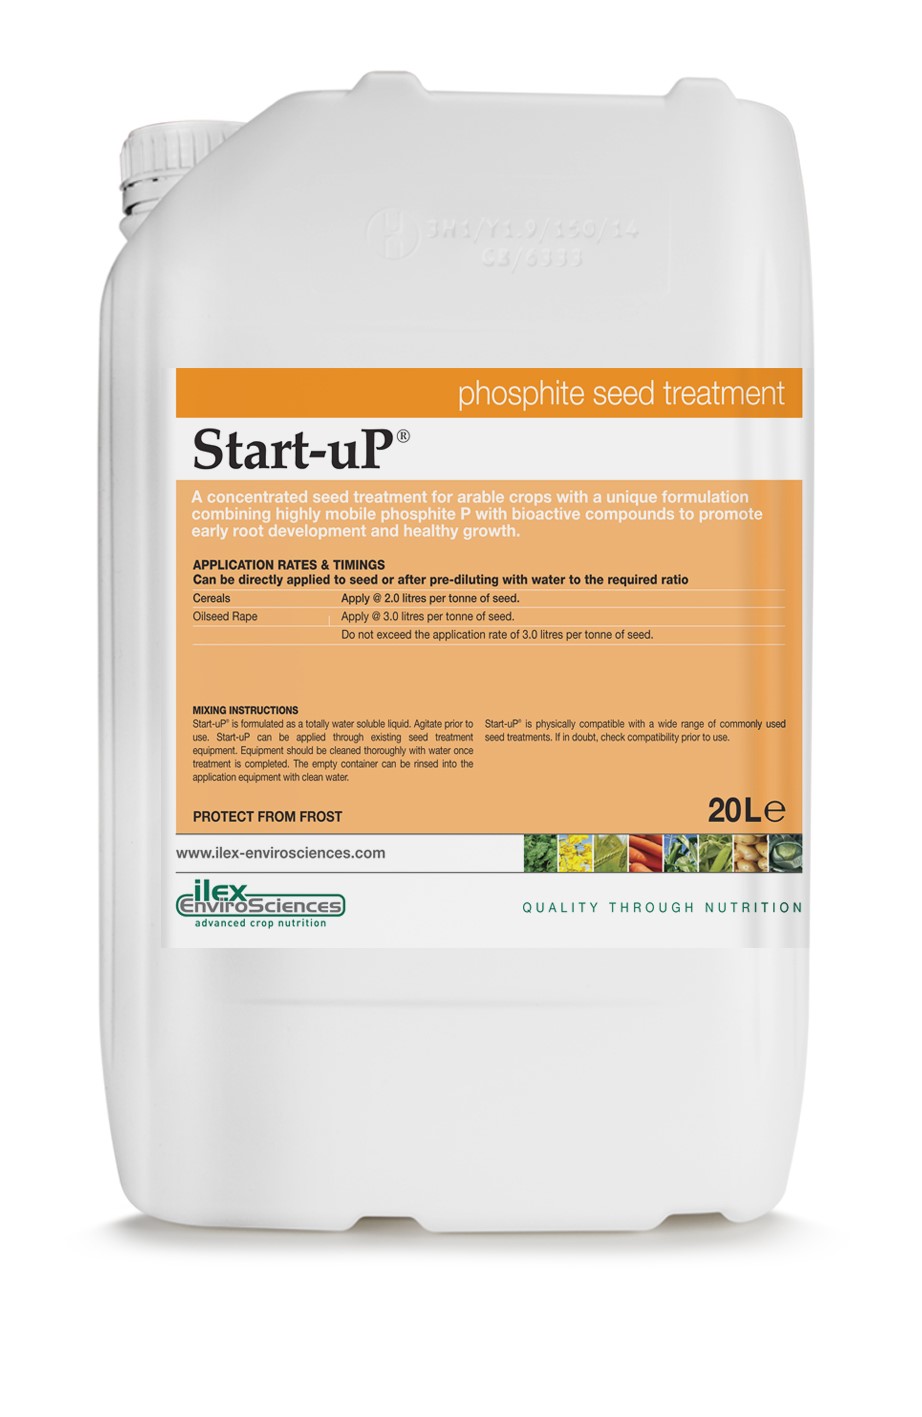 3H1/Y1.9/150/14
GB/6333
phosphite seed treatment
Start-uP®
A concentrated seed treatment for arable crops with a unique formulation
combining highly mobile phosphite P with bioactive compounds to promote
early root development and healthy growth.
APPLICATION RATES & TIMINGS
Can be directly applied to seed or after pre-diluting with water to the required ratio
Cereals Apply @ 2.0 litres per tonne of seed.
Oilseed Rape Apply @ 3.0 litres per tonne of seed.
Do not exceed the application rate of 3.0 litres per tonne of seed.
MIXING INSTRUCTIONS
Start-uP® is formulated as a totally water soluble liquid. Agitate prior to
use. Start-uP can be applied through existing seed treatment
equipment. Equipment should be cleaned thoroughly with water once
treatment is completed. The empty container can be rinsed into the
application equipment with clean water.
Start-uP® is physically compatible with a wide range of commonly used
seed treatments. If in doubt, check compatibility prior to use.
PROTECT FROM FROST
20L℮
www.ilex-envirosciences.com
ilex
EnviroSciences
advanced crop nutrition
QUALITY THROUGH NUTRITION